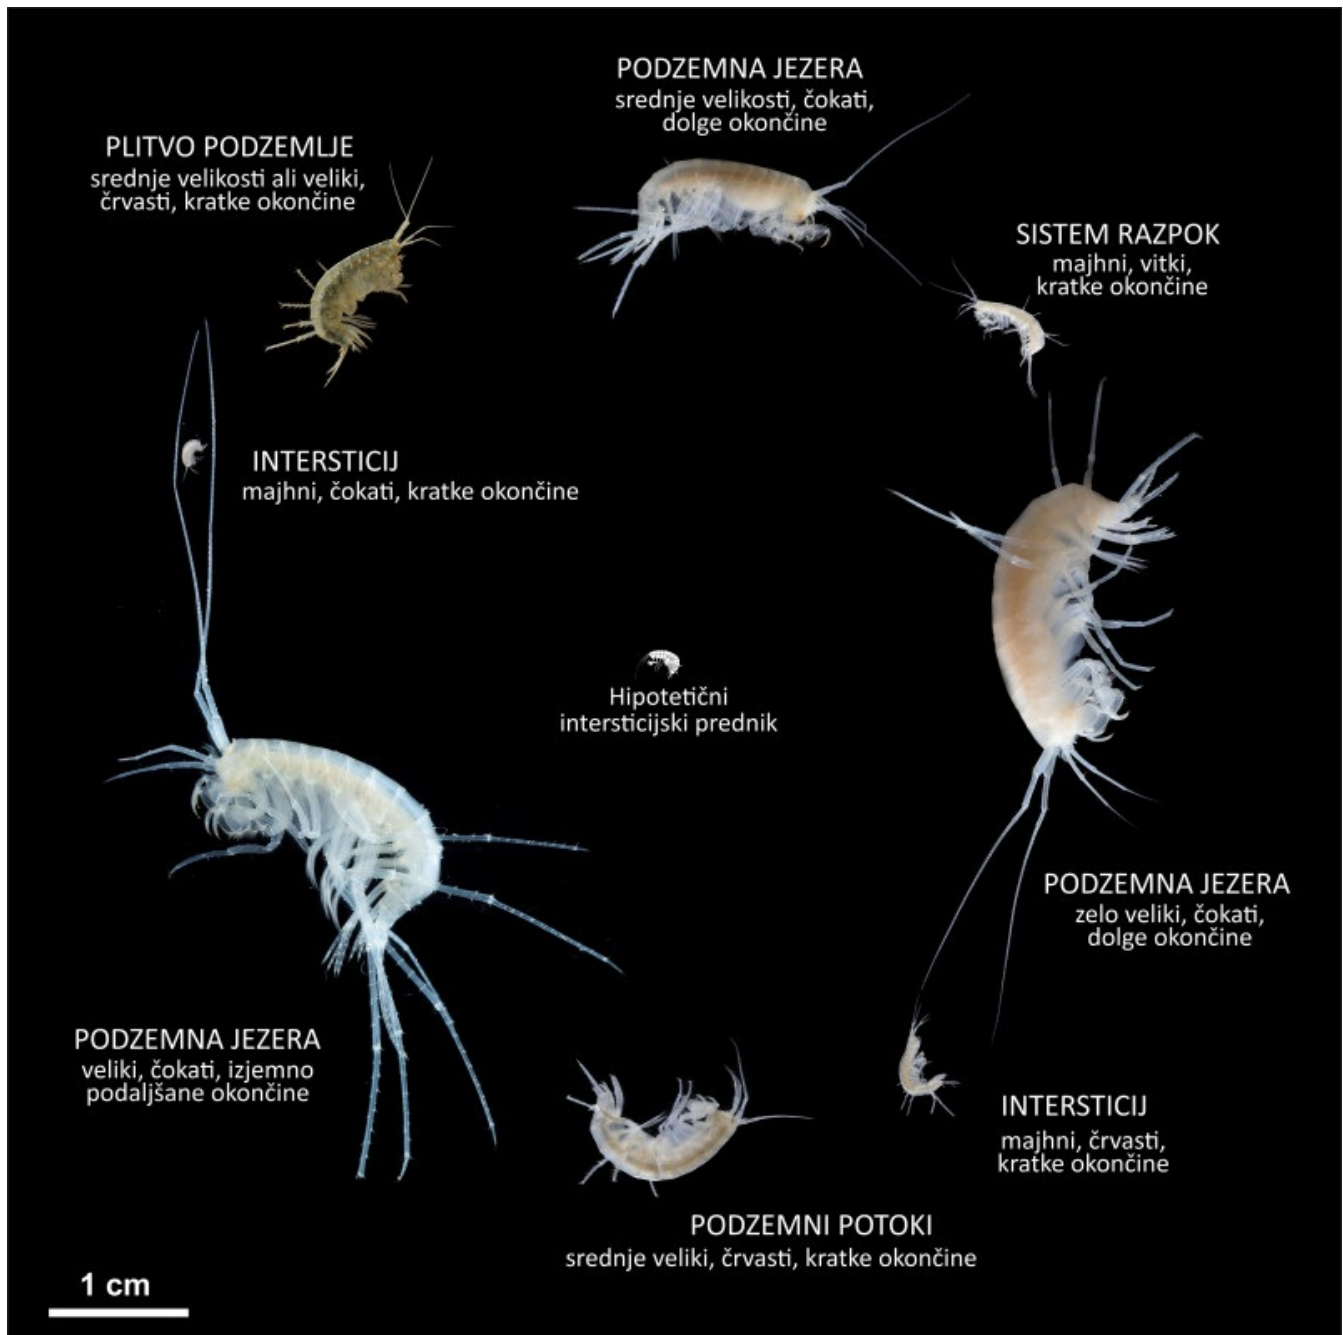 PODZEMNA JEZERA
srednje velikosti, čokati,
dolge okončine
PLITVO PODZEMLJE
srednje velikosti ali veliki,
črvasti, kratke okončine
SISTEM RAZPOK
majhni, vitki,
kratke okončine
INTERSTICIJ
majhni, čokati, kratke okončine
Hipotetični
intersticijski prednik
PODZEMNA JEZERA
zelo veliki, čokati,
dolge okončine
PODZEMNA JEZERA
veliki, čokati, izjemno
podaljšane okončine
INTERSTICIJ
majhni, črvasti,
kratke okončine
PODZEMNI POTOKI
srednje veliki, črvasti, kratke okončine
1 cm